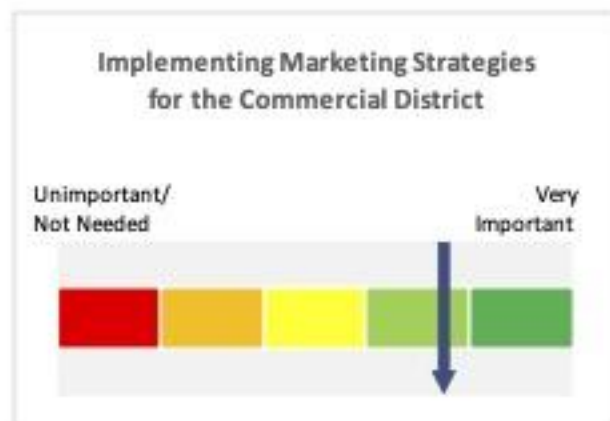 Implementing Marketing Strategies
for the Commercial District
Unimportant/
Not Needed
Very
Important